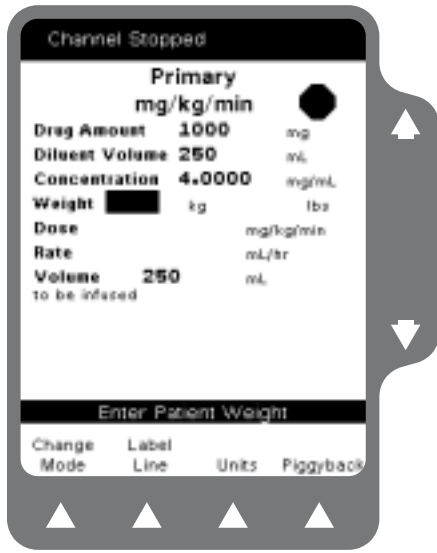 Channel Stopped
Primary
mg/kg/min
Drug Amount 1000 mg
Diluent Volume 250 mL
Concentration 4.0000 mg/mL
Weight kg lbs
Dose mg/kg/min
Rate mL/hr
Volume 250 mL
to be infused
Enter Patient Weight
Change Label
Mode Line Units Piggyback